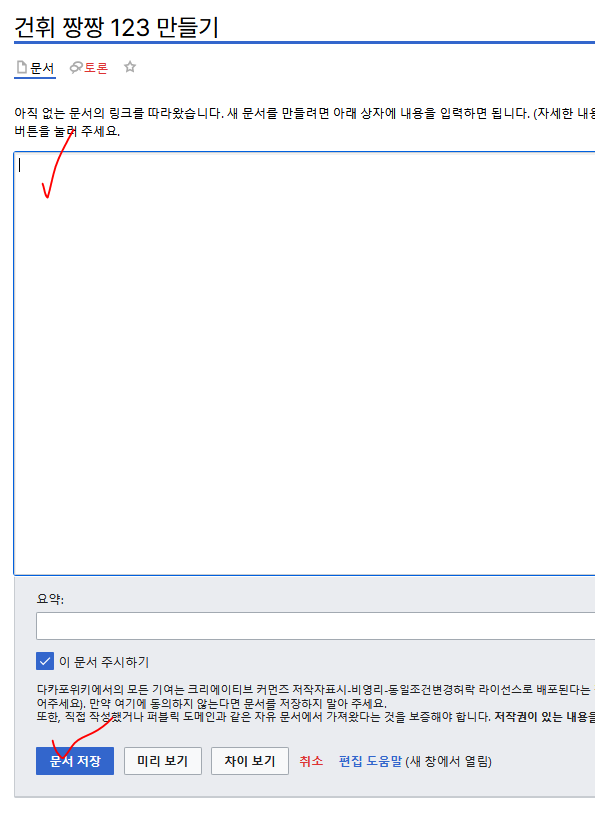 건휘 짱짱 123 만들기
문서 토론
아직 없는 문서의 링크를 따라왔습니다. 새 문서를 만들려면 아래 상자에 내용을 입력하면 됩니다. (자세한 내용
버튼을 눌러 주세요.
요약:
이 문서 주시하기
다카포위키에서의 모든 기여는 크리에이티브 커먼즈 저작자표시-비영리-동일조건변경허락 라이선스로 배포된다는
어주세요). 만약 여기에 동의하지 않는다면 문서를 저장하지 말아 주세요.
또한, 직접 작성했거나 퍼블릭 도메인과 같은 자유 문서에서 가져왔다는 것을 보증해야 합니다. 저작권이 있는 내용을
문서 저장 미리 보기 차이 보기 취소 편집 도움말 (새 창에서 열림)